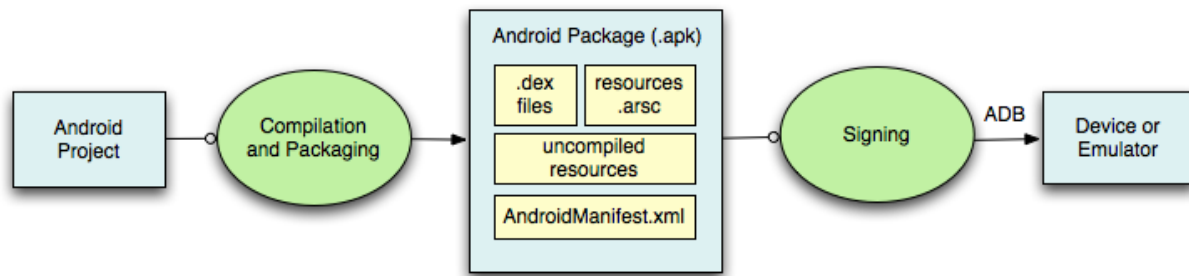 Android
Project
Compilation
and Packaging
Android Package (.apk)
.dex
files
resources
.arsc
uncompiled
resources
AndroidManifest.xml
Signing
ADB
Device or
Emulator